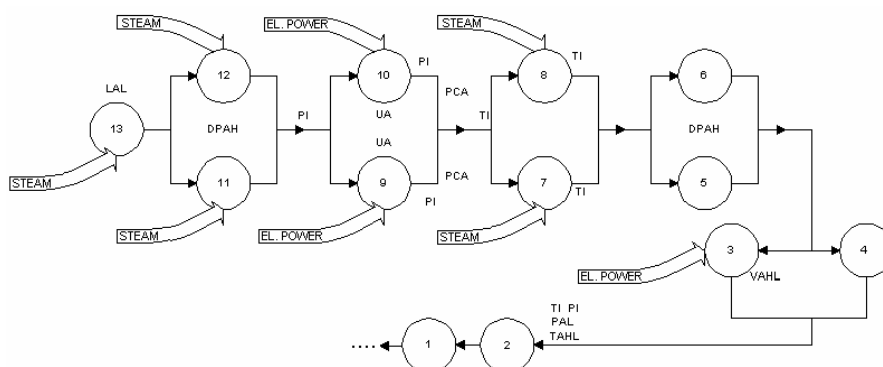 STEAM
EL. POWER
STEAM
12
PI
10
8
TI
6
LAL
PCA
13
DPAH
PI
UA
TI
DPAH
UA
PCA
STEAM
11
9
PI
7
TI
5
STEAM
EL. POWER
STEAM
3
4
EL. POWER
VAHL
TI PI
PAL
TAHL
....
1
2